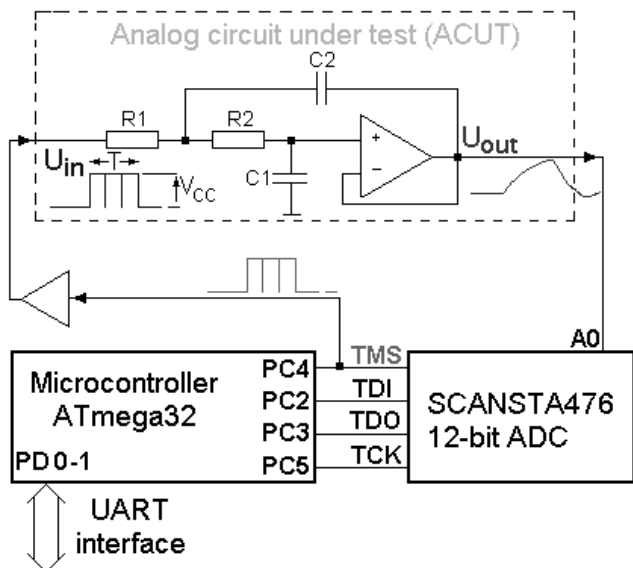 Analog circuit under test (ACUT)
C2
R1
R2
Uin
T
VCC
C1
+
−
Uout
A0
PC4
TMS
Microcontroller
ATmega32
PC2
TDI
SCANSTA476
12-bit ADC
PC3
TDO
PC5
TCK
PD0-1
UART
interface